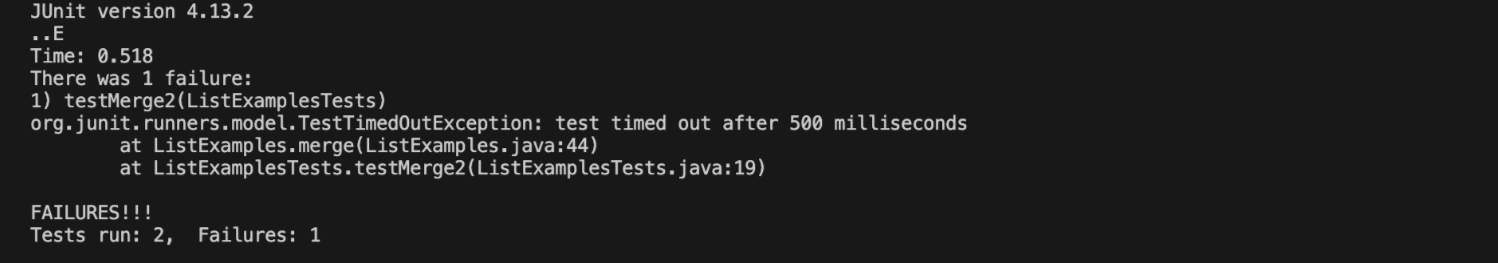 JUnit version 4.13.2
..E
Time: 0.518
There was 1 failure:
1) testMerge2(ListExamplesTests)
org.junit.runners.model.TestTimedOutException: test timed out after 500 milliseconds
        at ListExamples.merge(ListExamples.java:44)
        at ListExamplesTests.testMerge2(ListExamplesTests.java:19)

FAILURES!!!
Tests run: 2,  Failures: 1